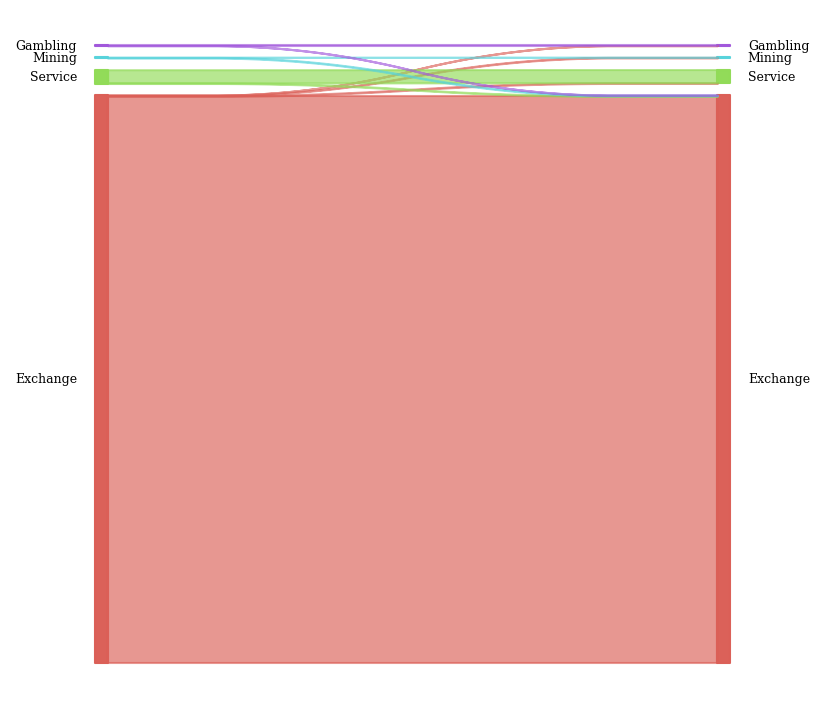 Gambling
Mining
Service
Exchange
Gambling
Mining
Service
Exchange